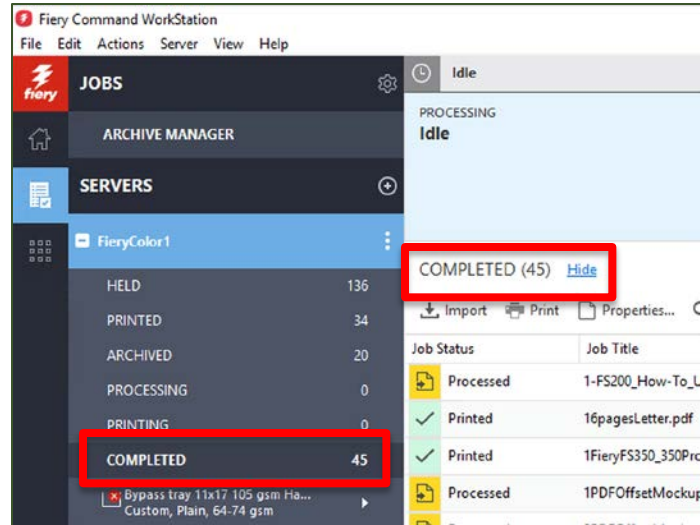 Fiery Command WorkStation
File Edit Actions Server View Help
fiery
JOBS
ARCHIVE MANAGER
SERVERS
FieryColor1
HELD 136
PRINTED 34
ARCHIVED 20
PROCESSING 0
PRINTING 0
COMPLETED 45
Bypass tray 11x17 105 gsm Ha...
Custom, Plain, 64-74 gsm
Idle
PROCESSING
Idle
COMPLETED (45) Hide
Import Print Properties...
Job Status Job Title
Processed 1-FS200_How-To_U
Printed 16pagesLetter.pdf
Printed 1FieryFS350_350Pro
Processed 1PDFOffsetMockup